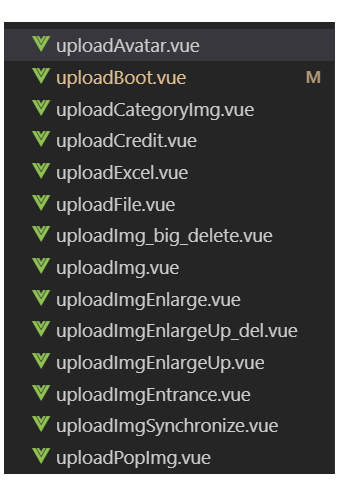 uploadAvatar.vue
uploadBoot.vue M
uploadCategoryImg.vue
uploadCredit.vue
uploadExcel.vue
uploadFile.vue
uploadImg_big_delete.vue
uploadImg.vue
uploadImgEnlarge.vue
uploadImgEnlargeUp_del.vue
uploadImgEnlargeUp.vue
uploadImgEntrance.vue
uploadImgSynchronize.vue
uploadPopImg.vue